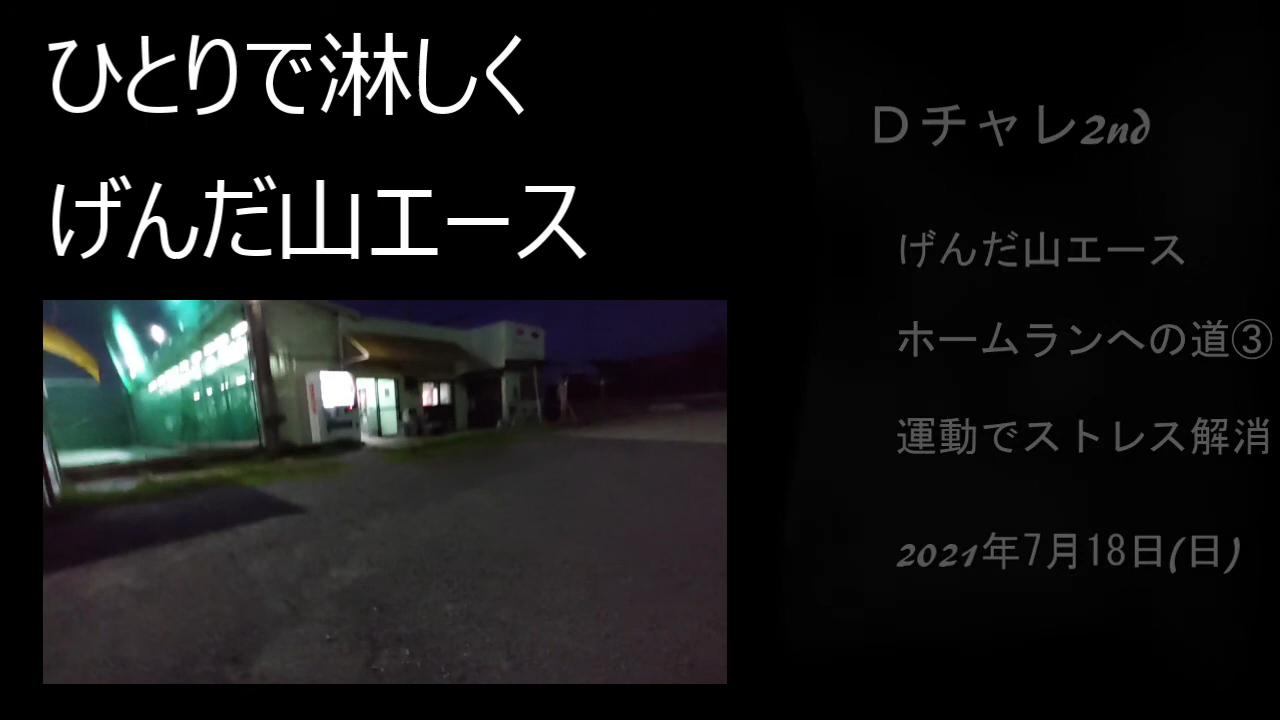 ひとりで淋しく
げんだ山エース
Dチャレ2nd
げんだ山エース
ホームランへの道③
運動でストレス解消
2021年7月18日(日)